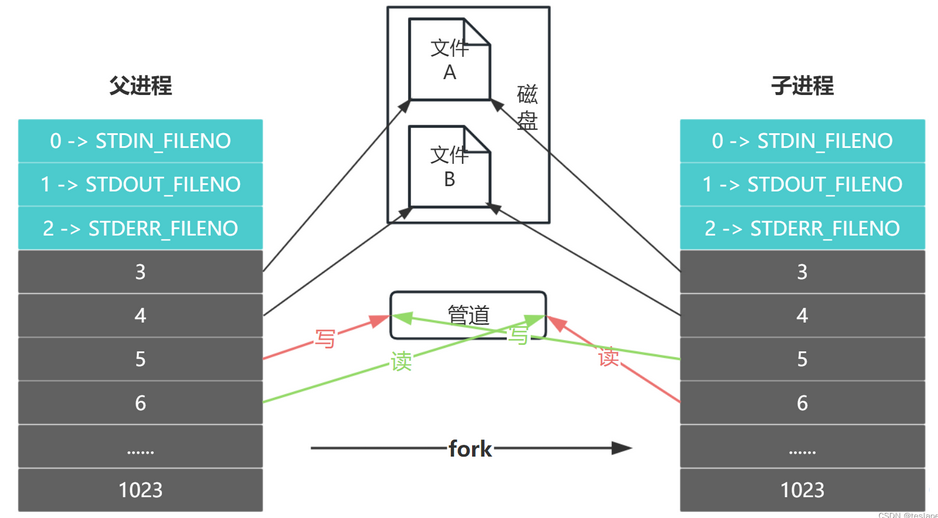 父进程
0 -> STDIN_FILENO
1 -> STDOUT_FILENO
2 -> STDERR_FILENO
3
4
5
6
......
1023
文件
A
文件
B
磁
盘
管道
写
读
写
读
fork
子进程
0 -> STDIN_FILENO
1 -> STDOUT_FILENO
2 -> STDERR_FILENO
3
4
5
6
......
1023
CSDN